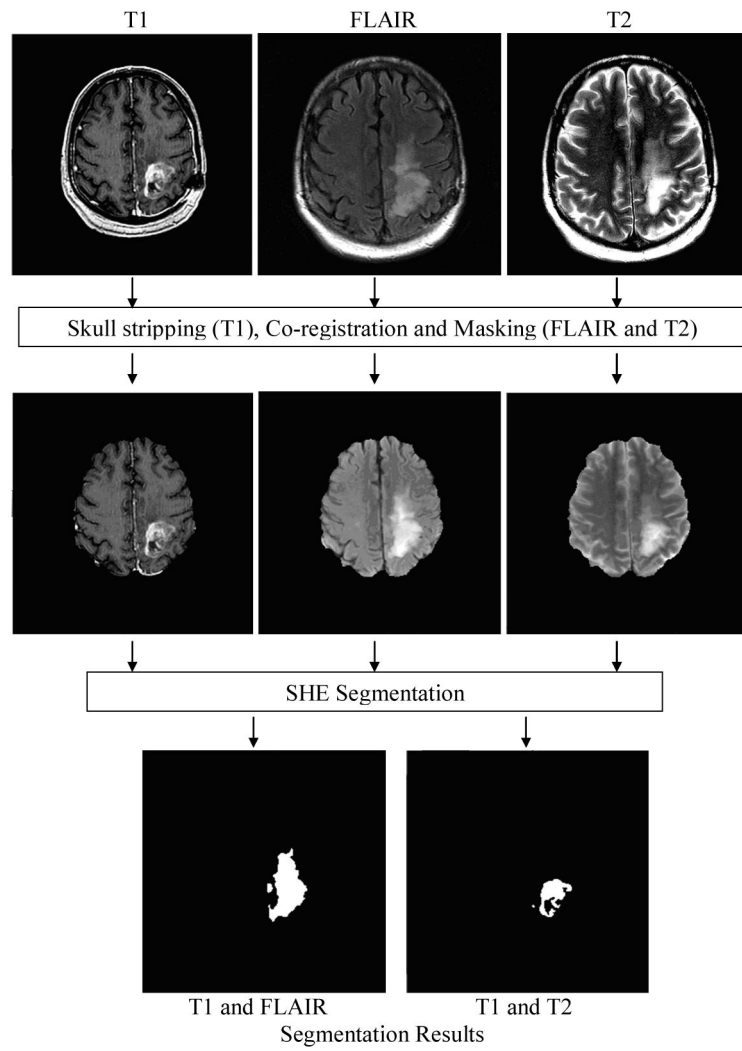 T1
FLAIR
T2
Skull stripping (T1), Co-registration and Masking (FLAIR and T2)
SHE Segmentation
T1 and FLAIR
T1 and T2
Segmentation Results